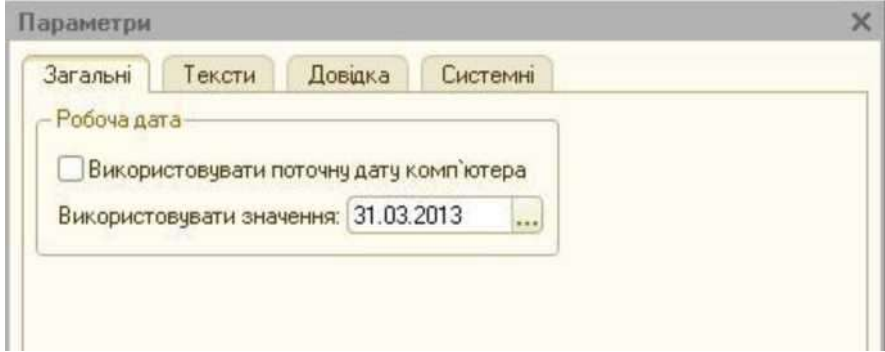 Параметри
Загальні Тексти Довідка Системні
Робоча дата
Використовувати поточну дату комп`ютера
Використовувати значення: 31.03.2013 ...